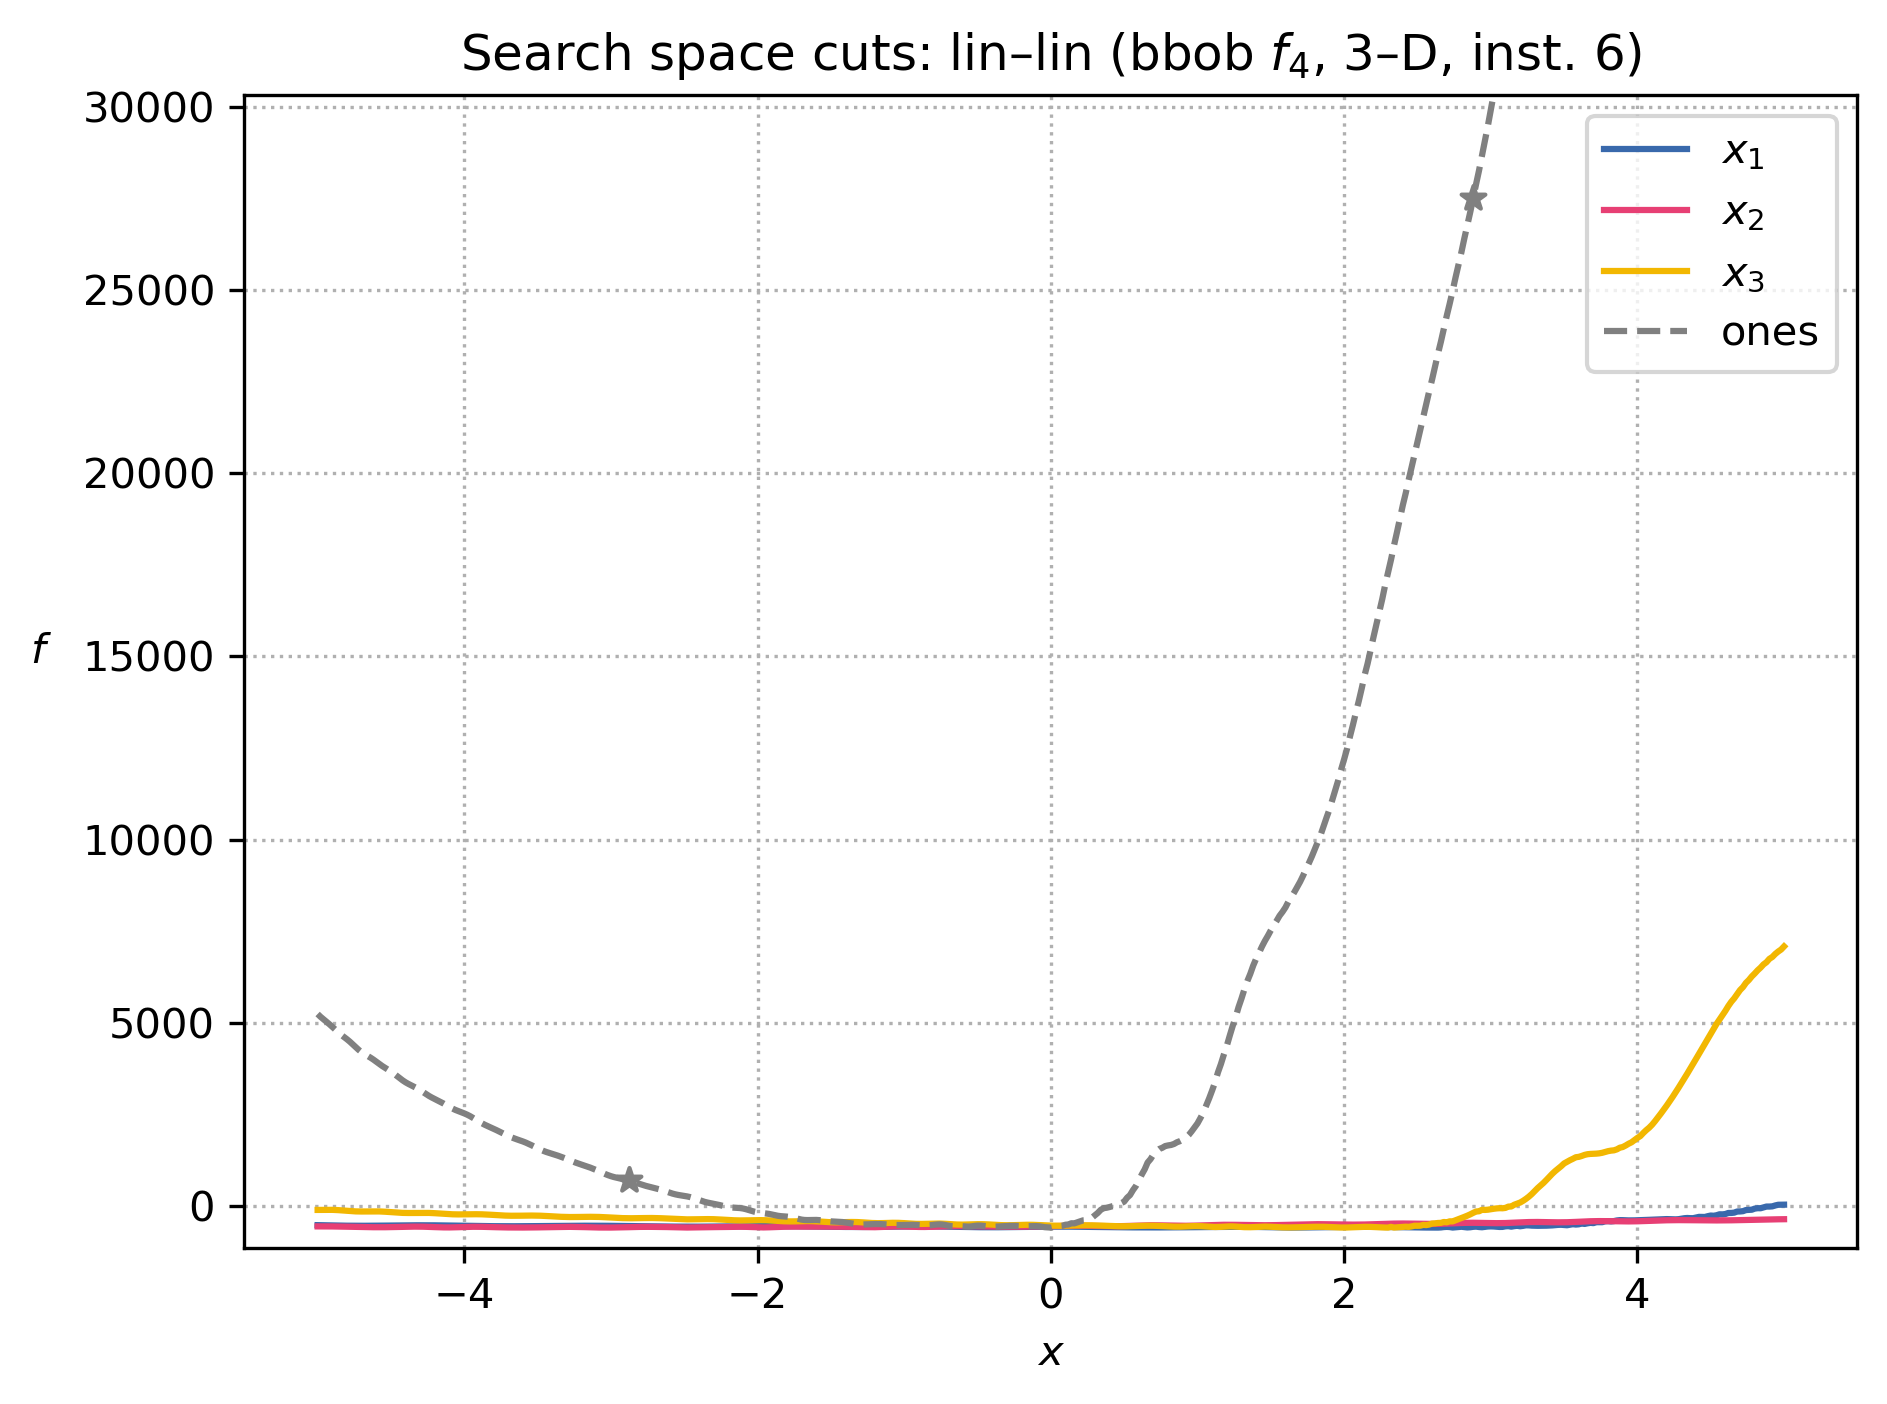 Search space cuts: lin–lin (bbob f₄, 3–D, inst. 6)
30000
25000
20000
15000
10000
5000
0
f
x₁
x₂
x₃
ones
−4 −2 0 2 4
x